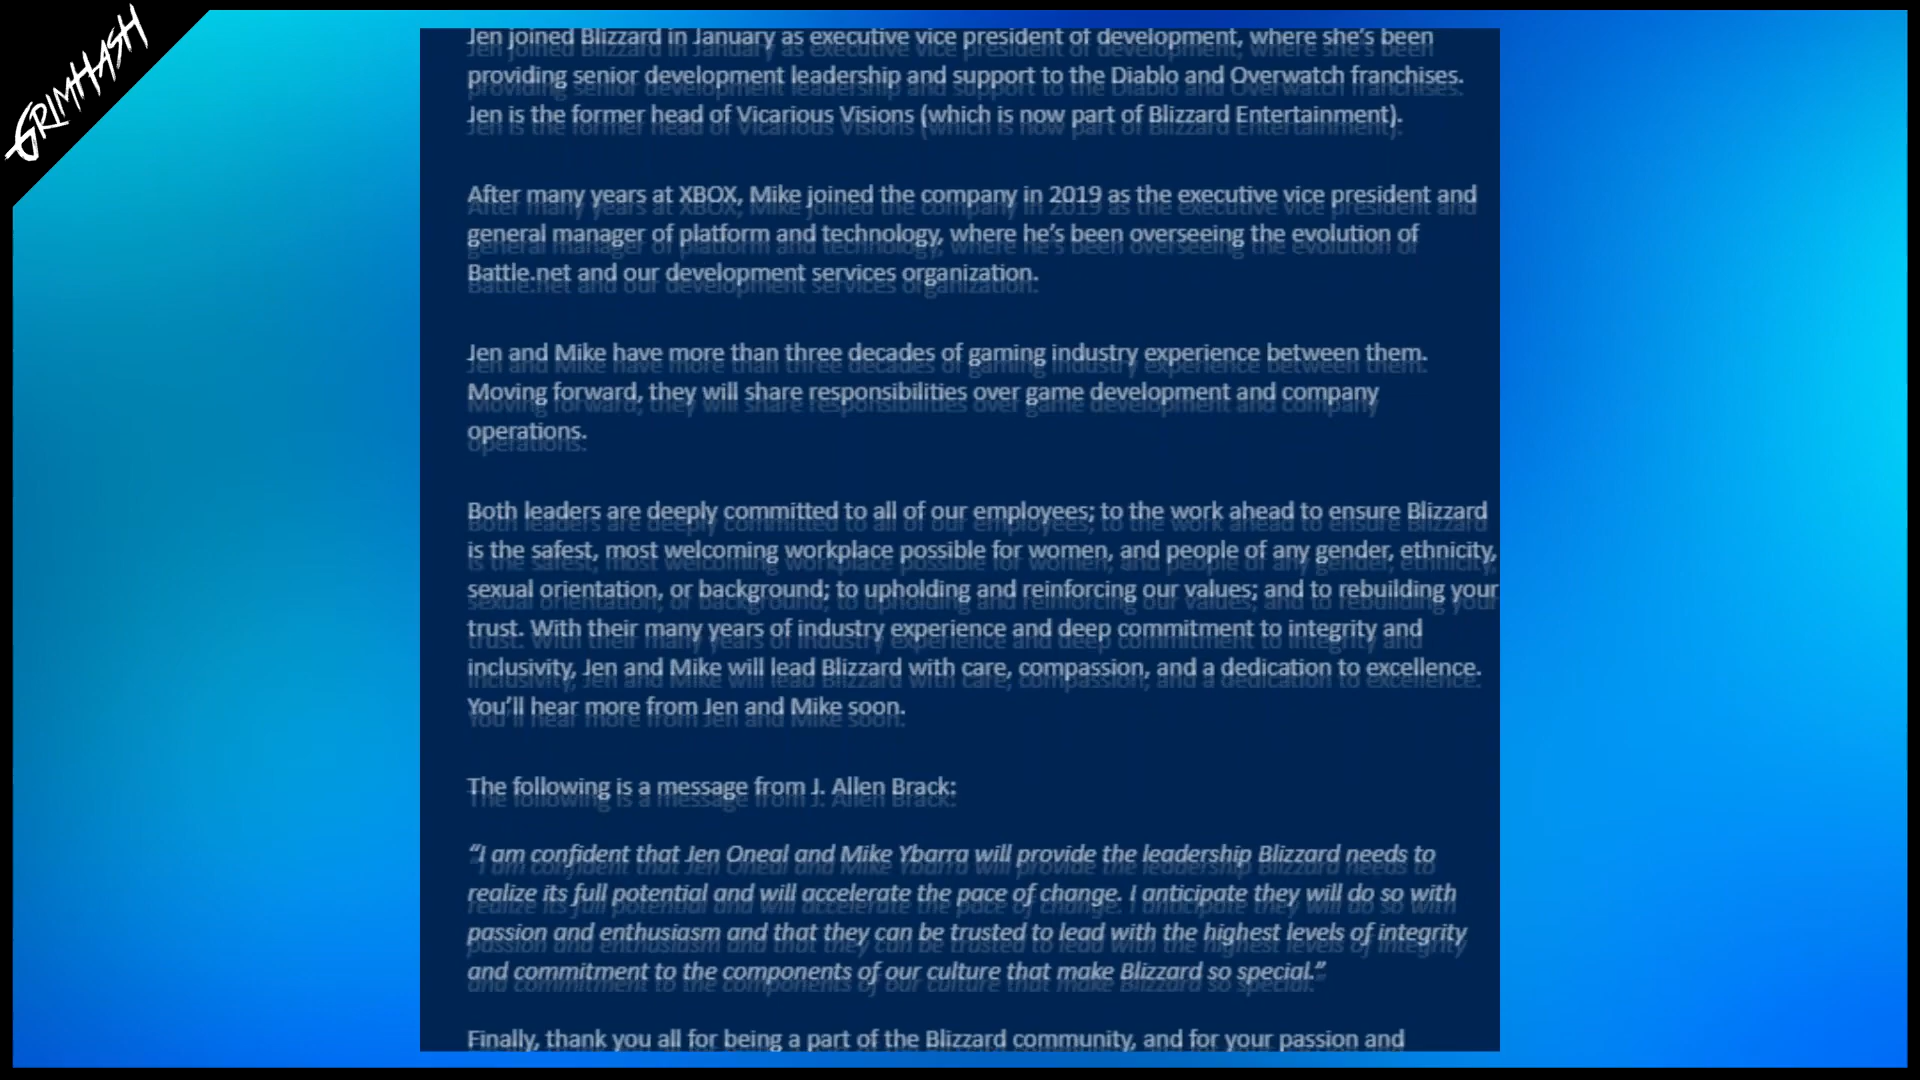 GRIMHASH
Jen joined Blizzard in January as executive vice president of development, where she’s been
providing senior development leadership and support to the Diablo and Overwatch franchises.
Jen is the former head of Vicarious Visions (which is now part of Blizzard Entertainment).
After many years at XBOX, Mike joined the company in 2019 as the executive vice president and
general manager of platform and technology, where he’s been overseeing the evolution of
Battle.net and our development services organization.
Jen and Mike have more than three decades of gaming industry experience between them.
Moving forward, they will share responsibilities over game development and company
operations.
Both leaders are deeply committed to all of our employees; to the work ahead to ensure Blizzard
is the safest, most welcoming workplace possible for women, and people of any gender, ethnicity,
sexual orientation, or background; to upholding and reinforcing our values; and to rebuilding your
trust. With their many years of industry experience and deep commitment to integrity and
inclusivity, Jen and Mike will lead Blizzard with care, compassion, and a dedication to excellence.
You’ll hear more from Jen and Mike soon.
The following is a message from J. Allen Brack:
“I am confident that Jen Oneal and Mike Ybarra will provide the leadership Blizzard needs to
realize its full potential and will accelerate the pace of change. I anticipate they will do so with
passion and enthusiasm and that they can be trusted to lead with the highest levels of integrity
and commitment to the components of our culture that make Blizzard so special.”
Finally, thank you all for being a part of the Blizzard community, and for your passion and